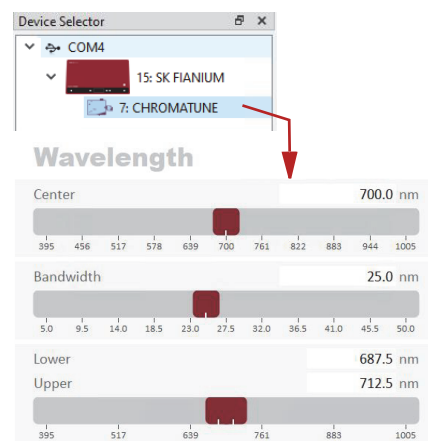 Device Selector
COM4
15: SK FIANIUM
7: CHROMATUNE
Wavelength
Center 700.0 nm
395 456 517 578 639 700 761 822 883 944 1005
Bandwidth 25.0 nm
5.0 9.5 14.0 18.5 23.0 27.5 32.0 36.5 41.0 45.5 50.0
Lower 687.5 nm
Upper 712.5 nm
395 517 639 761 883 1005